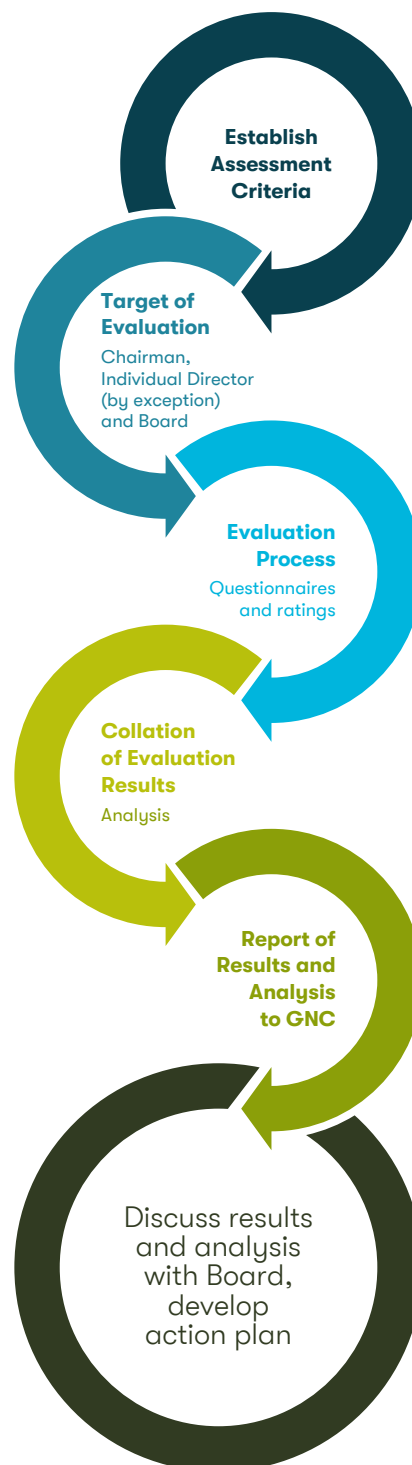 Establish
Assessment
Criteria
Target of
Evaluation
Chairman,
Individual Director
(by exception)
and Board
Evaluation
Process
Questionnaires
and ratings
Collation
of Evaluation
Results
Analysis
Report of
Results and
Analysis
to GNC
Discuss results
and analysis
with Board,
develop
action plan